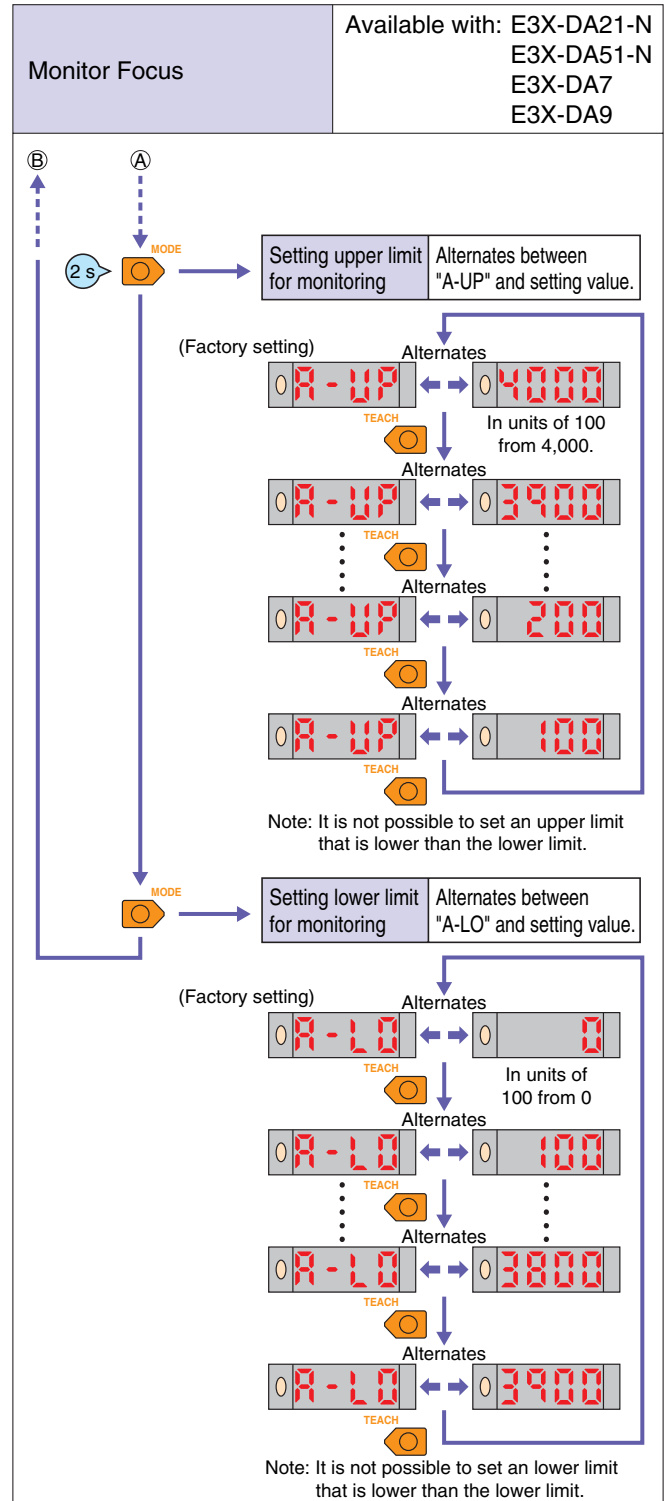 Monitor Focus
Available with: E3X-DA21-N
E3X-DA51-N
E3X-DA7
E3X-DA9
Ⓑ Ⓐ
MODE
2 s
Setting upper limit
for monitoring
Alternates between
"A-UP" and setting value.
(Factory setting)
Alternates
A-UP 4000
TEACH
In units of 100
from 4,000.
Alternates
A-UP 3900
TEACH
Alternates
A-UP 200
TEACH
Alternates
A-UP 100
TEACH
Note: It is not possible to set an upper limit
that is lower than the lower limit.
MODE
Setting lower limit
for monitoring
Alternates between
"A-LO" and setting value.
(Factory setting)
Alternates
A-LO 0
TEACH
In units of
100 from 0
Alternates
A-LO 100
TEACH
Alternates
A-LO 3800
TEACH
Alternates
A-LO 3900
TEACH
Note: It is not possible to set an lower limit
that is lower than the lower limit.